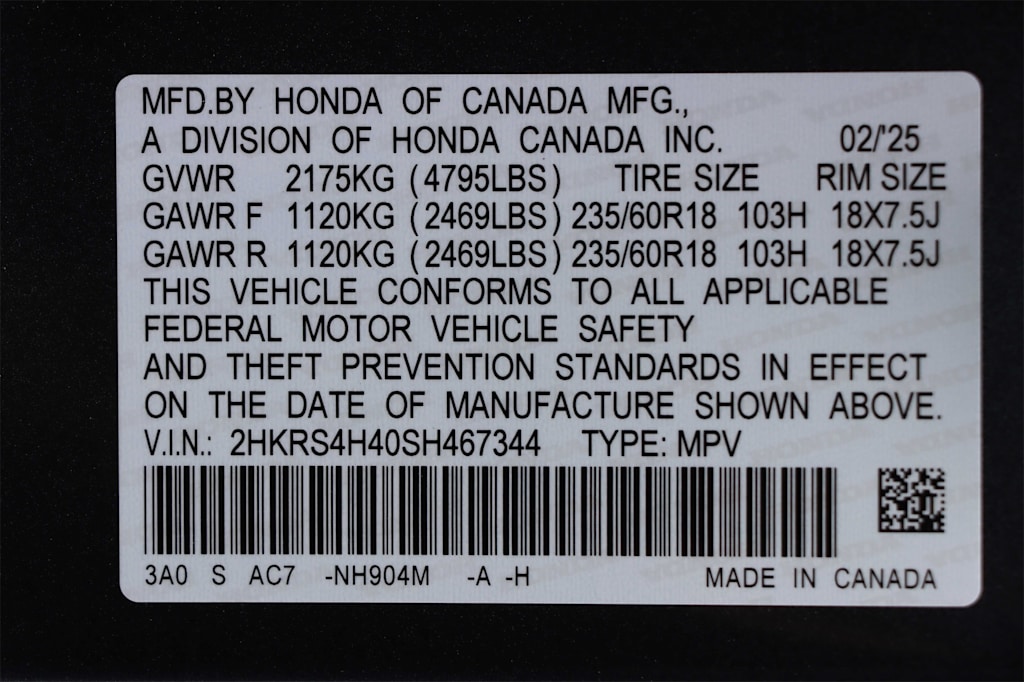 MFD.BY HONDA OF CANADA MFG.,
A DIVISION OF HONDA CANADA INC. 02/'25
GVWR 2175KG (4795LBS) TIRE SIZE RIM SIZE
GAWR F 1120KG (2469LBS) 235/60R18 103H 18X7.5J
GAWR R 1120KG (2469LBS) 235/60R18 103H 18X7.5J
THIS VEHICLE CONFORMS TO ALL APPLICABLE
FEDERAL MOTOR VEHICLE SAFETY
AND THEFT PREVENTION STANDARDS IN EFFECT
ON THE DATE OF MANUFACTURE SHOWN ABOVE.
V.I.N.: 2HKRS4H40SH467344 TYPE: MPV
3A0 S AC7 -NH904M -A -H MADE IN CANADA